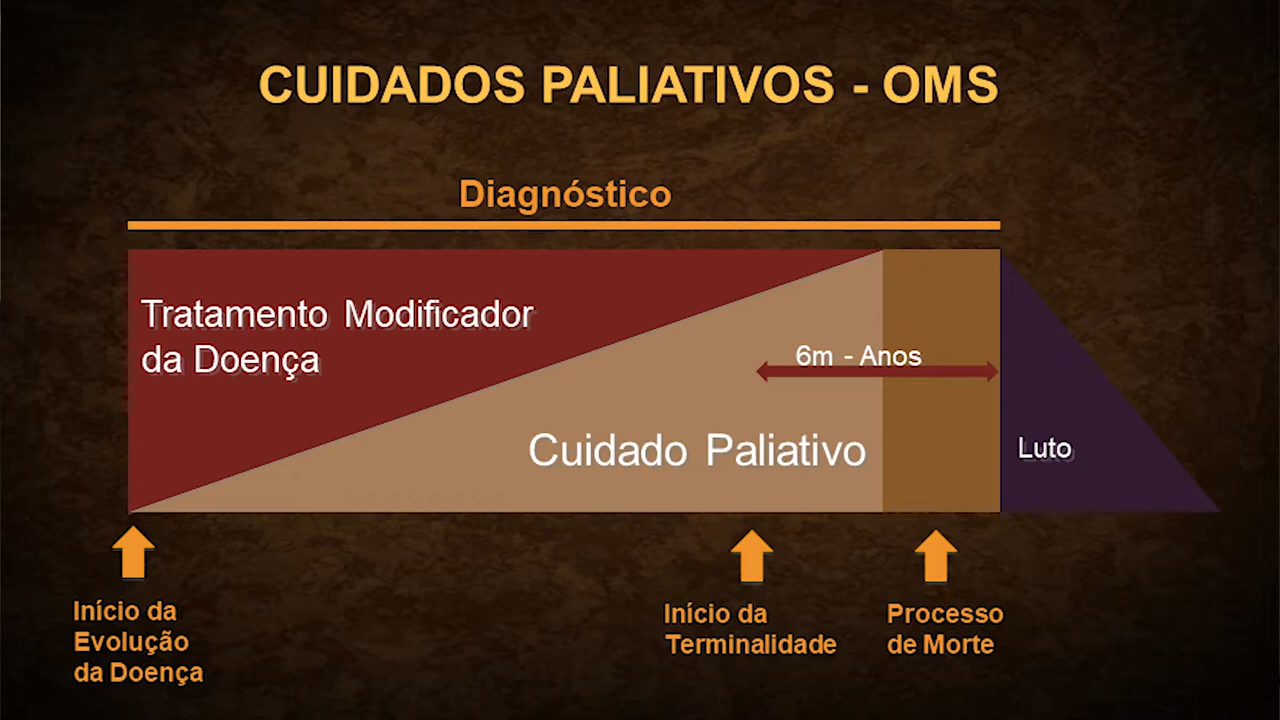 CUIDADOS PALIATIVOS - OMS
Diagnóstico
Tratamento Modificador
da Doença
6m - Anos
Cuidado Paliativo
Luto
Início da
Evolução
da Doença
Início da
Terminalidade
Processo
de Morte